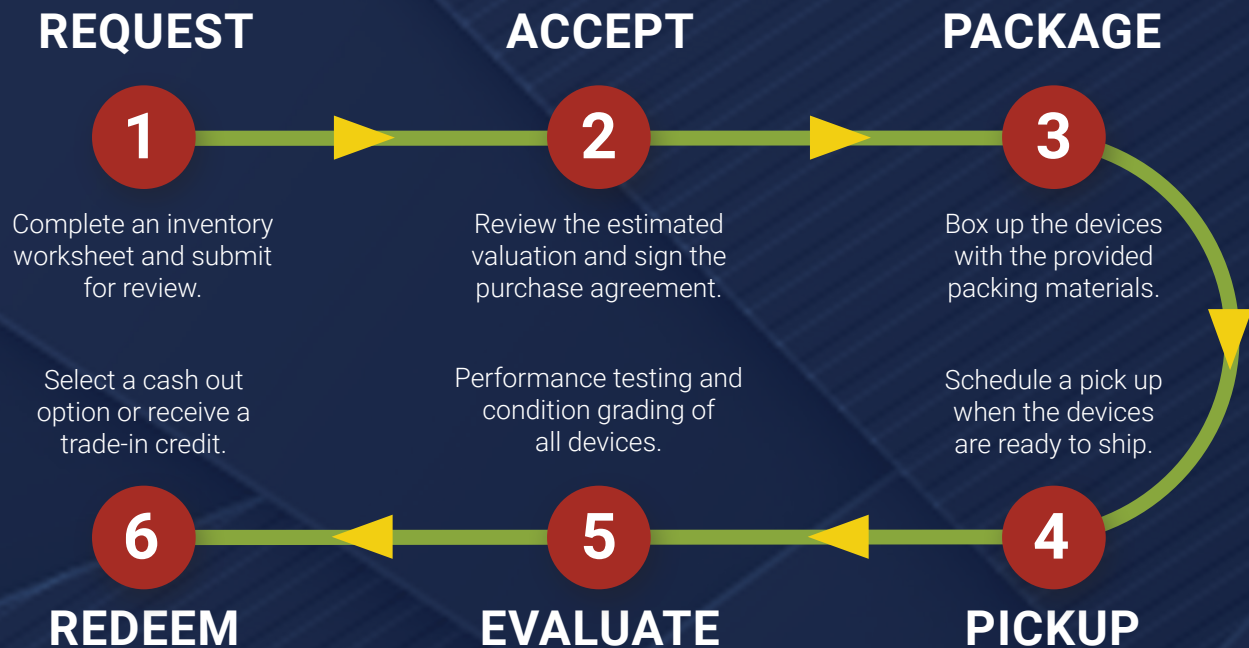 REQUEST
1
Complete an inventory
worksheet and submit
for review.
ACCEPT
2
Review the estimated
valuation and sign the
purchase agreement.
PACKAGE
3
Box up the devices
with the provided
packing materials.
Schedule a pick up
when the devices
are ready to ship.
4
PICKUP
Performance testing and
condition grading of
all devices.
5
EVALUATE
Select a cash out
option or receive a
trade-in credit.
6
REDEEM